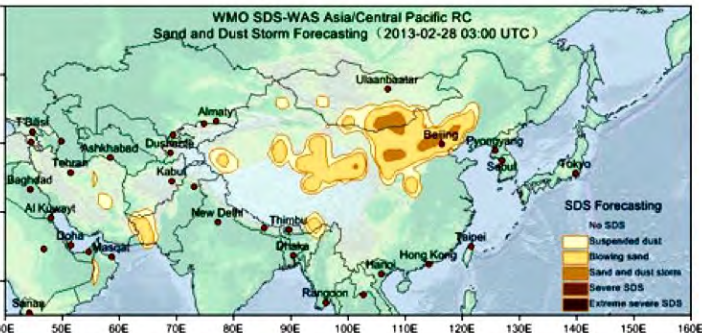 WMO SDS-WAS Asia/Central Pacific RC
Sand and Dust Storm Forecasting (2013-02-28 03:00 UTC)
Ulaanbaatar
Almaty
T'Bilisi
Ashkhabad
Dushanbe
Beijing
Pyongyang
Tehran
Kabul
Seoul
Tokyo
Baghdad
Al Kuwayt
New Delhi
Thimbu
SDS Forecasting
No SDS
Doha
Masqat
Dhaka
Taipei
Suspended dust
Hanoi
Hong Kong
Blowing sand
Sand and dust storm
Sanaa
Rangoon
Severe SDS
Extreme severe SDS
50E 60E 70E 80E 90E 100E 110E 120E 130E 140E 150E 160E